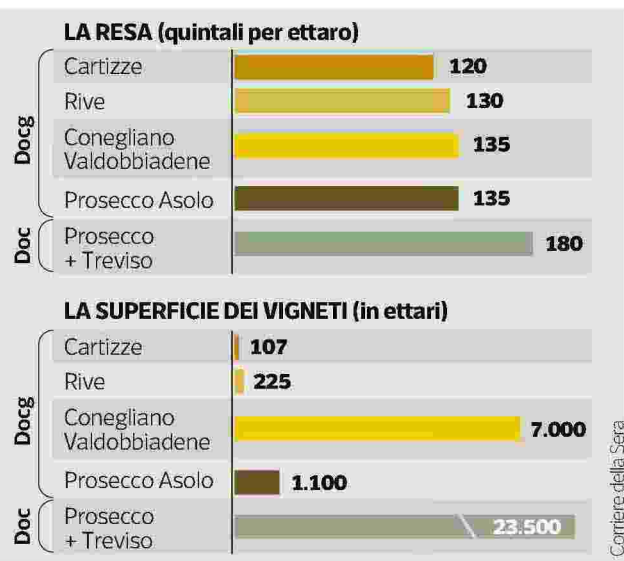 LA RESA (quintali per ettaro)
Docg
Cartizze 120
Rive 130
Conegliano
Valdobbiadene 135
Prosecco Asolo 135
Doc
Prosecco
+ Treviso 180
LA SUPERFICIE DEI VIGNETI (in ettari)
Docg
Cartizze 107
Rive 225
Conegliano
Valdobbiadene 7.000
Prosecco Asolo 1.100
Doc
Prosecco
+ Treviso 23.500
Corriere della Sera